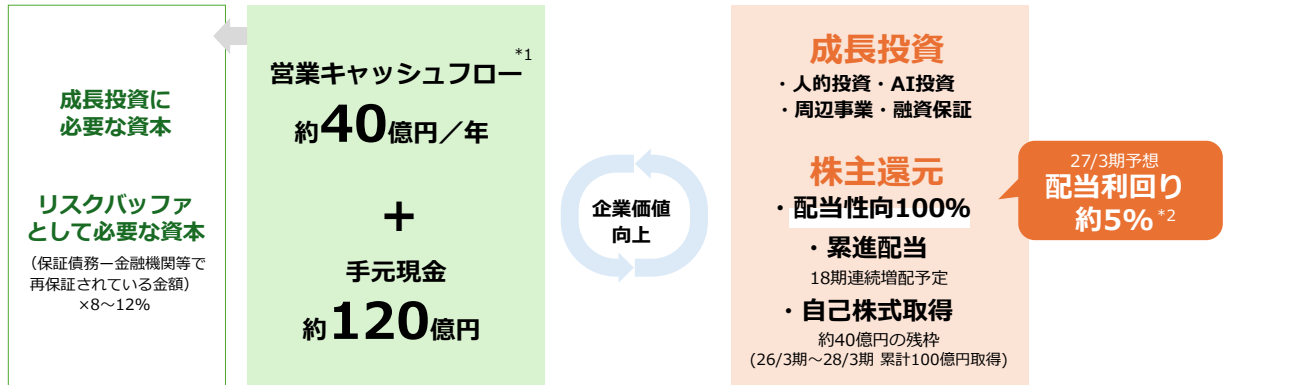 成長投資に
必要な資本
リスクバッファ
として必要な資本
（保証債務ー金融機関等で
再保証されている金額）
×8～12%
営業キャッシュフロー*1
約40億円／年
＋
手元現金
約120億円
企業価値
向上
成長投資
・人的投資・AI投資
・周辺事業・融資保証
株主還元
・配当性向100%
・累進配当
18期連続増配予定
・自己株式取得
約40億円の残枠
(26/3期～28/3期 累計100億円取得)
27/3期予想
配当利回り
約5%*2